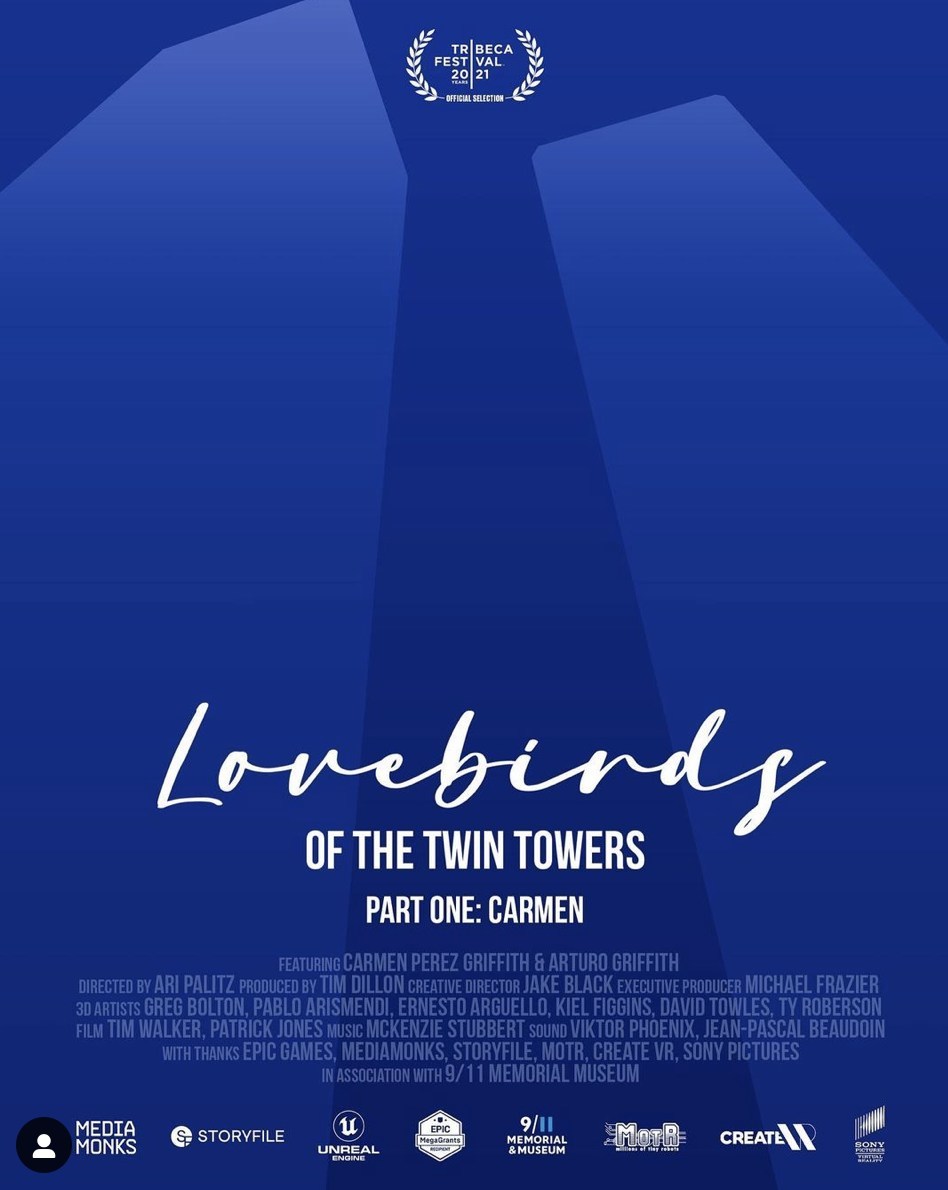 TRIBECA
FESTIVAL
2021
YEARS
OFFICIAL SELECTION
Lovebirds
OF THE TWIN TOWERS
PART ONE: CARMEN
FEATURING CARMEN PEREZ GRIFFITH & ARTURO GRIFFITH
DIRECTED BY ARI PALITZ PRODUCED BY TIM DILLON CREATIVE DIRECTOR JAKE BLACK EXECUTIVE PRODUCER MICHAEL FRAZIER
3D ARTISTS GREG BOLTON, PABLO ARISMENDI, ERNESTO ARGUELLO, KIEL FIGGINS, DAVID TOWLES, TY ROBERSON
FILM TIM WALKER, PATRICK JONES MUSIC MCKENZIE STUBBERT SOUND VIKTOR PHOENIX, JEAN-PASCAL BEAUDOIN
WITH THANKS EPIC GAMES, MEDIAMONKS, STORYFILE, MOTR, CREATE VR, SONY PICTURES
IN ASSOCIATION WITH 9/11 MEMORIAL MUSEUM
MEDIA
MONKS
SF STORYFILE
UNREAL
ENGINE
EPIC
MegaGrants
RECIPIENT
9/11
MEMORIAL
& MUSEUM
MOTR
millions of tiny robots
CREATE VR
SONY
PICTURES
VIRTUAL
REALITY